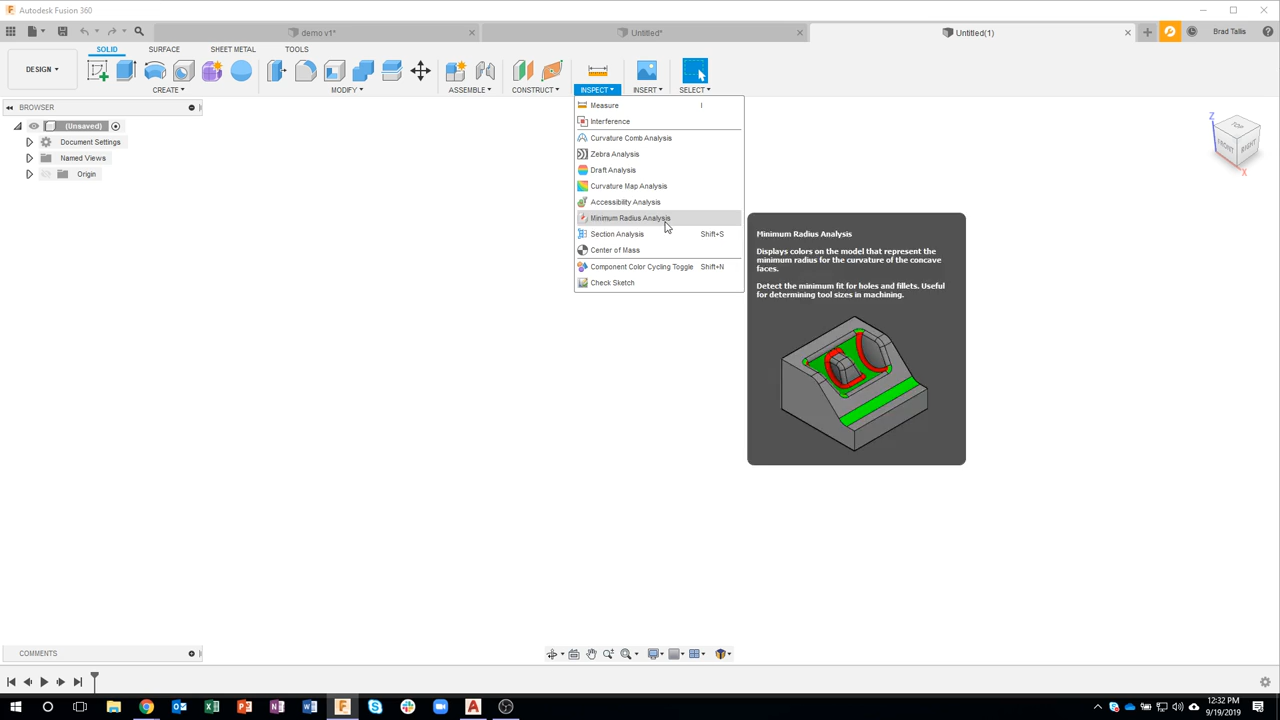 Autodesk Fusion 360
demo v1*
Untitled*
Untitled(1)
Brad Tallis
DESIGN
SOLID
SURFACE
SHEET METAL
TOOLS
CREATE
MODIFY
ASSEMBLE
CONSTRUCT
INSPECT
INSERT
SELECT
BROWSER
(Unsaved)
Document Settings
Named Views
Origin
Measure I
Interference
Curvature Comb Analysis
Zebra Analysis
Draft Analysis
Curvature Map Analysis
Accessibility Analysis
Minimum Radius Analysis
Section Analysis Shift+S
Center of Mass
Component Color Cycling Toggle Shift+N
Check Sketch
Minimum Radius Analysis
Displays colors on the model that represent the
minimum radius for the curvature of the concave
faces.
Detect the minimum fit for holes and fillets. Useful
for determining tool sizes in machining.
Z
TOP
FRONT
RIGHT
X
COMMENTS
12:32 PM
9/19/2019